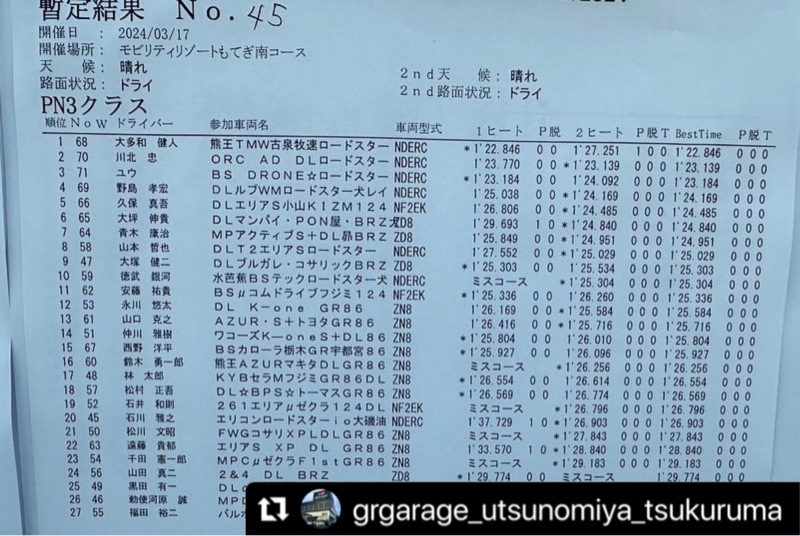 暫定結果 No. 45
開催日 : 2024/03/17
開催場所: モビリティリゾートもてぎ南コース
天 候: 晴れ 2nd天 候: 晴れ
路面状況: ドライ 2nd路面状況: ドライ
PN3クラス
順位 No W ドライバー 参加車両名 車両型式 1ヒート P 脱 2ヒート P 脱 T BestTime P 脱 T
1 68 大多和 健人 熊王TMW古泉牧速ロードスター NDERC *1'22.846 0 0 1'27.251 1 0 0 1'22.846 0 0 0
2 70 川北 忠 ORC AD DLロードスター NDERC 1'23.770 0 0 *1'23.139 0 0 0 1'23.139 0 0 0
3 71 ユウ BS DRONE☆ロードスター NDERC *1'23.184 0 0 1'24.092 0 0 0 1'23.184 0 0 0
4 69 野島 孝宏 DLルブWMロードスター犬レイ NDERC 1'25.038 0 0 *1'24.169 0 0 0 1'24.169 0 0 0
5 66 久保 真吾 DLエリアS小山KIZM124 NF2EK 1'26.806 0 0 *1'24.485 0 0 0 1'24.485 0 0 0
6 65 大坪 伸貴 DLマンパイ・PON屋・BRZ犬 ZD8 1'29.693 1 0 *1'24.840 0 0 0 1'24.840 0 0 0
7 64 青木 康治 MPアクティブS+DL昴BRZ ZD8 1'25.849 0 0 *1'24.951 0 0 0 1'24.951 0 0 0
8 58 山本 哲也 DLT2エリアSロードスター NDERC 1'27.552 0 0 *1'25.029 0 0 0 1'25.029 0 0 0
9 47 大塚 健二 DLブルガレ・コサリックBRZ ZD8 *1'25.303 0 0 1'25.534 0 0 0 1'25.303 0 0 0
10 59 徳武 銀河 水芭蕉BSテックロードスター犬 NDERC ミスコース *1'25.304 0 0 0 1'25.304 0 0 0
11 62 安藤 祐貴 BSμコムドライブフジミ124 NF2EK *1'25.336 0 0 1'26.260 0 0 0 1'25.336 0 0 0
12 53 永川 悠太 DL K-one GR86 ZN8 1'26.169 0 0 *1'25.584 0 0 0 1'25.584 0 0 0
13 61 山口 克之 AZUR・S+トヨタGR86 ZN8 1'26.416 0 0 *1'25.716 0 0 0 1'25.716 0 0 0
14 51 仲川 雅樹 ワコーズK-oneS+DL86 ZN8 *1'25.804 0 0 1'26.010 0 0 0 1'25.804 0 0 0
15 67 西野 洋平 BSカローラ栃木GR宇都宮86 ZN8 *1'25.927 0 0 1'26.096 0 0 0 1'25.927 0 0 0
16 60 鈴木 勇一郎 熊王AZURマキタDLGR86 ZN8 ミスコース *1'26.256 0 0 0 1'26.256 0 0 0
17 48 林 太郎 KYBセラMフジミGR86DL ZN8 *1'26.554 0 0 1'26.614 0 0 0 1'26.554 0 0 0
18 57 松村 正吾 DL☆BPS☆トーマスGR86 ZN8 *1'26.569 0 0 1'26.774 0 0 0 1'26.569 0 0 0
19 52 石井 和則 261エリアμゼクラ124DL NF2EK ミスコース *1'26.796 0 0 0 1'26.796 0 0 0
20 45 石川 雅之 エリコンロードスターio大磯油 NDERC 1'37.729 1 0 *1'26.903 0 0 0 1'26.903 0 0 0
21 50 松川 文昭 FWGコサリXPLDLGR86 ZN8 ミスコース *1'27.843 0 0 0 1'27.843 0 0 0
22 63 遠藤 貴郁 エリアS XP DL GR86 ZN8 1'33.570 1 0 *1'28.840 0 0 0 1'28.840 0 0 0
23 54 千田 憲一郎 MPCμゼクラF1stGR86 ZN8 ミスコース *1'29.183 0 0 0 1'29.183 0 0 0
24 56 山田 真二 2&4 DL BRZ ZD8 *1'29.774 0 0 ミスコース 1'29.774 0 0 0
25 49 黒田 有一 DL
26 46 勅使河原 誠 MP
27 55 福田 裕二 バル
grgarage_utsunomiya_tsukuruma